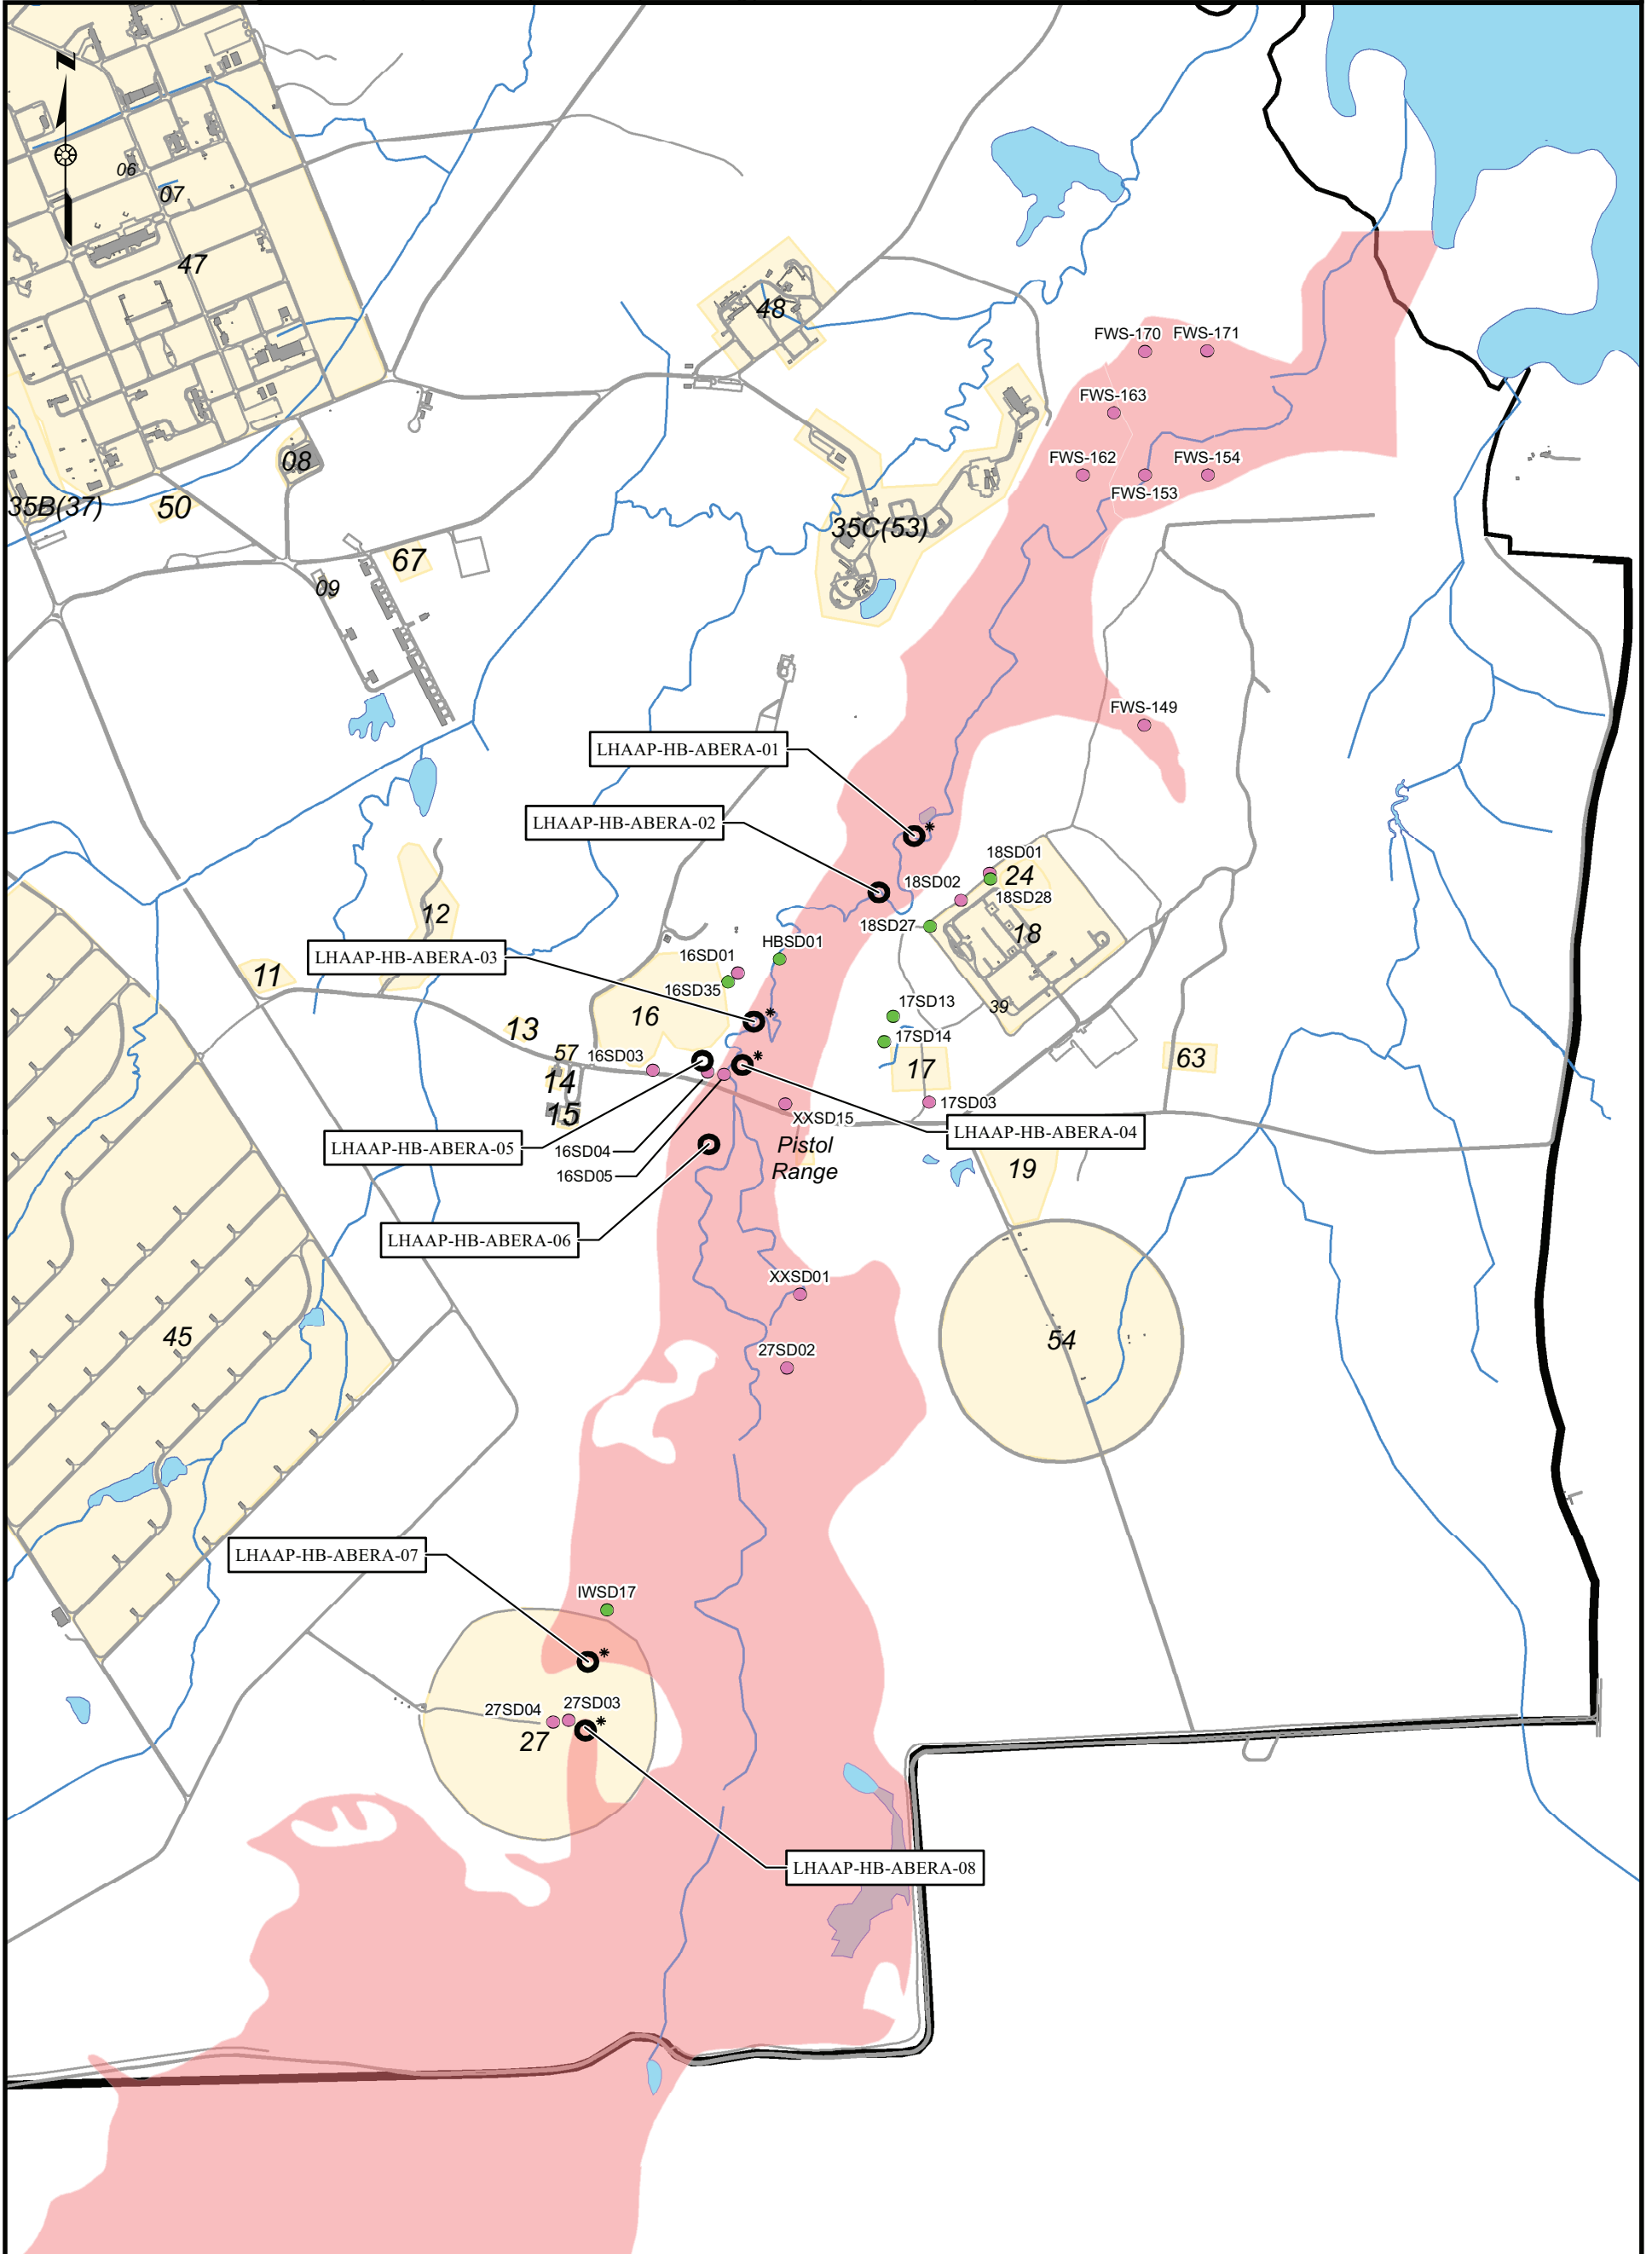 N
06
07
47
48
FWS-170
FWS-171
FWS-163
FWS-162
FWS-154
FWS-153
08
35B(37)
50
35C(53)
67
09
FWS-149
LHAAP-HB-ABERA-01
*
LHAAP-HB-ABERA-02
18SD01
24
18SD02
18SD28
12
18SD27
18
HBSD01
LHAAP-HB-ABERA-03
16SD01
11
16SD35
17SD13
39
*
16
13
17SD14
57
16SD03
*
63
14
17
15
17SD03
XXSD15
LHAAP-HB-ABERA-04
LHAAP-HB-ABERA-05
16SD04
Pistol
Range
16SD05
19
LHAAP-HB-ABERA-06
XXSD01
45
54
27SD02
LHAAP-HB-ABERA-07
IWSD17
*
27SD04
27SD03
*
27
LHAAP-HB-ABERA-08